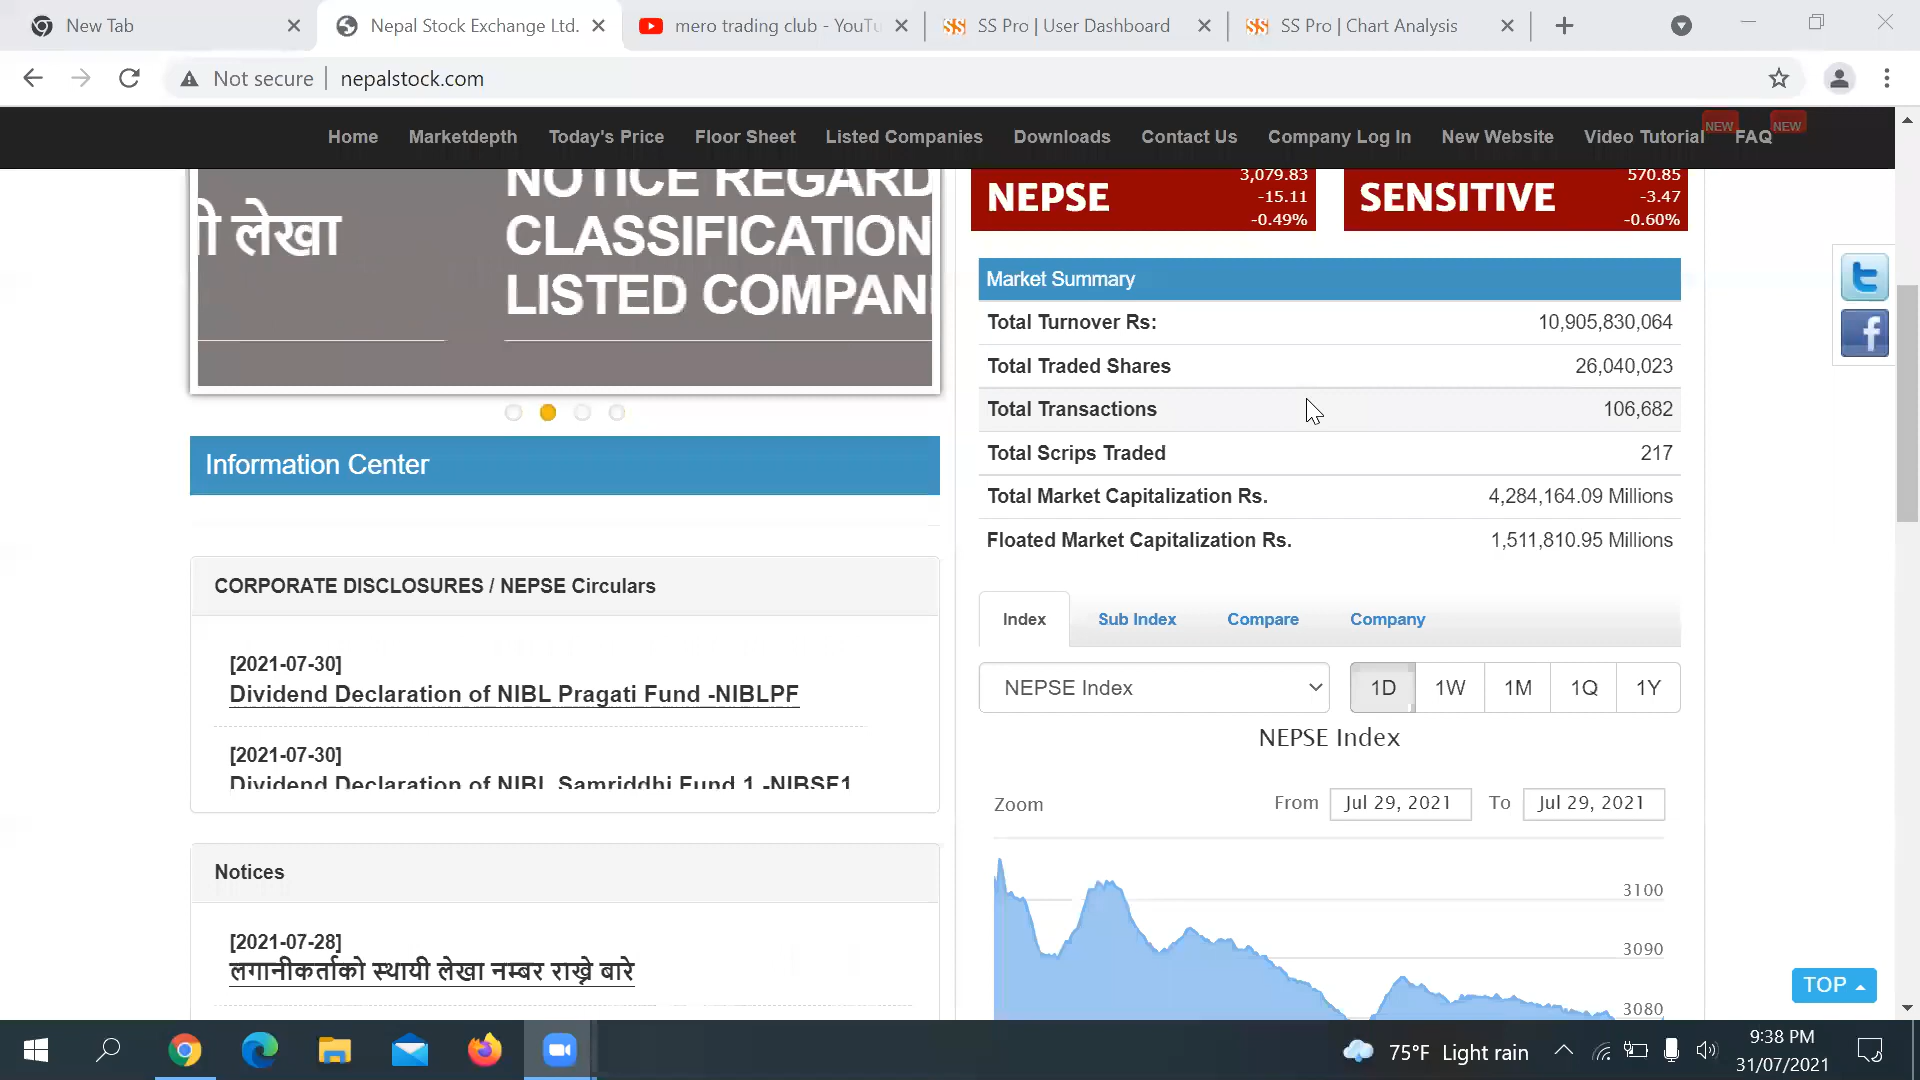 New Tab
Nepal Stock Exchange Ltd.
mero trading club - YouTu
SS Pro | User Dashboard
SS Pro | Chart Analysis
Not secure
nepalstock.com
Home Marketdepth Today's Price Floor Sheet Listed Companies Downloads Contact Us Company Log In New Website Video Tutorial NEW FAQ NEW
ी लेखा
NOTICE REGARD
CLASSIFICATION
LISTED COMPAN
NEPSE
3,079.83
-15.11
-0.49%
SENSITIVE
570.85
-3.47
-0.60%
Market Summary
Total Turnover Rs: 10,905,830,064
Total Traded Shares 26,040,023
Total Transactions 106,682
Total Scrips Traded 217
Total Market Capitalization Rs. 4,284,164.09 Millions
Floated Market Capitalization Rs. 1,511,810.95 Millions
Information Center
CORPORATE DISCLOSURES / NEPSE Circulars
[2021-07-30]
Dividend Declaration of NIBL Pragati Fund -NIBLPF
[2021-07-30]
Dividend Declaration of NIBL Samriddhi Fund 1 -NIBSF1
Notices
[2021-07-28]
लगानीकर्ताको स्थायी लेखा नम्बर राख्ने बारे
Index Sub Index Compare Company
NEPSE Index
1D 1W 1M 1Q 1Y
NEPSE Index
Zoom From Jul 29, 2021 To Jul 29, 2021
3100
3090
3080
TOP
75°F Light rain
9:38 PM
31/07/2021